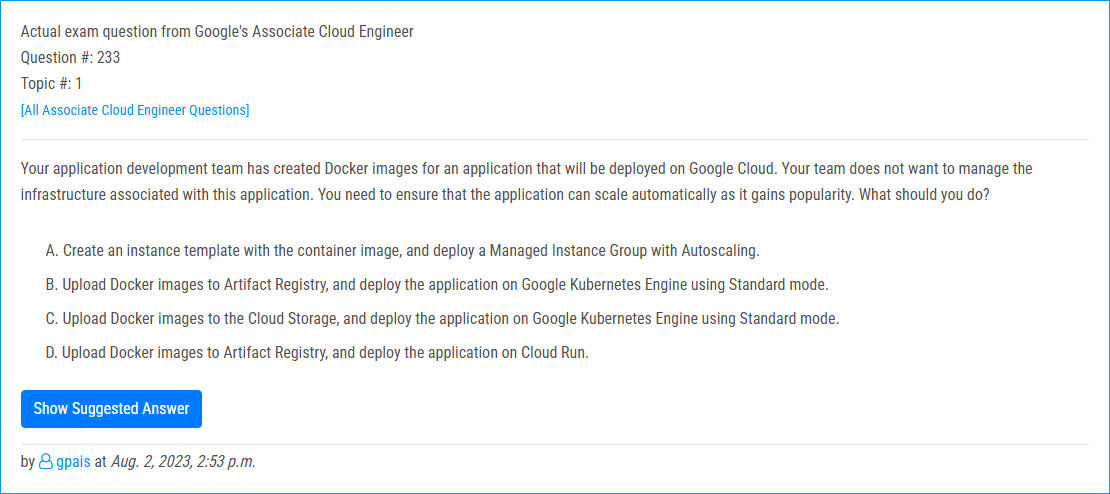 Actual exam question from Google's Associate Cloud Engineer
Question #: 233
Topic #: 1
[All Associate Cloud Engineer Questions]
Your application development team has created Docker images for an application that will be deployed on Google Cloud. Your team does not want to manage the
infrastructure associated with this application. You need to ensure that the application can scale automatically as it gains popularity. What should you do?
A. Create an instance template with the container image, and deploy a Managed Instance Group with Autoscaling.
B. Upload Docker images to Artifact Registry, and deploy the application on Google Kubernetes Engine using Standard mode.
C. Upload Docker images to the Cloud Storage, and deploy the application on Google Kubernetes Engine using Standard mode.
D. Upload Docker images to Artifact Registry, and deploy the application on Cloud Run.
Show Suggested Answer
by gpais at Aug. 2, 2023, 2:53 p.m.